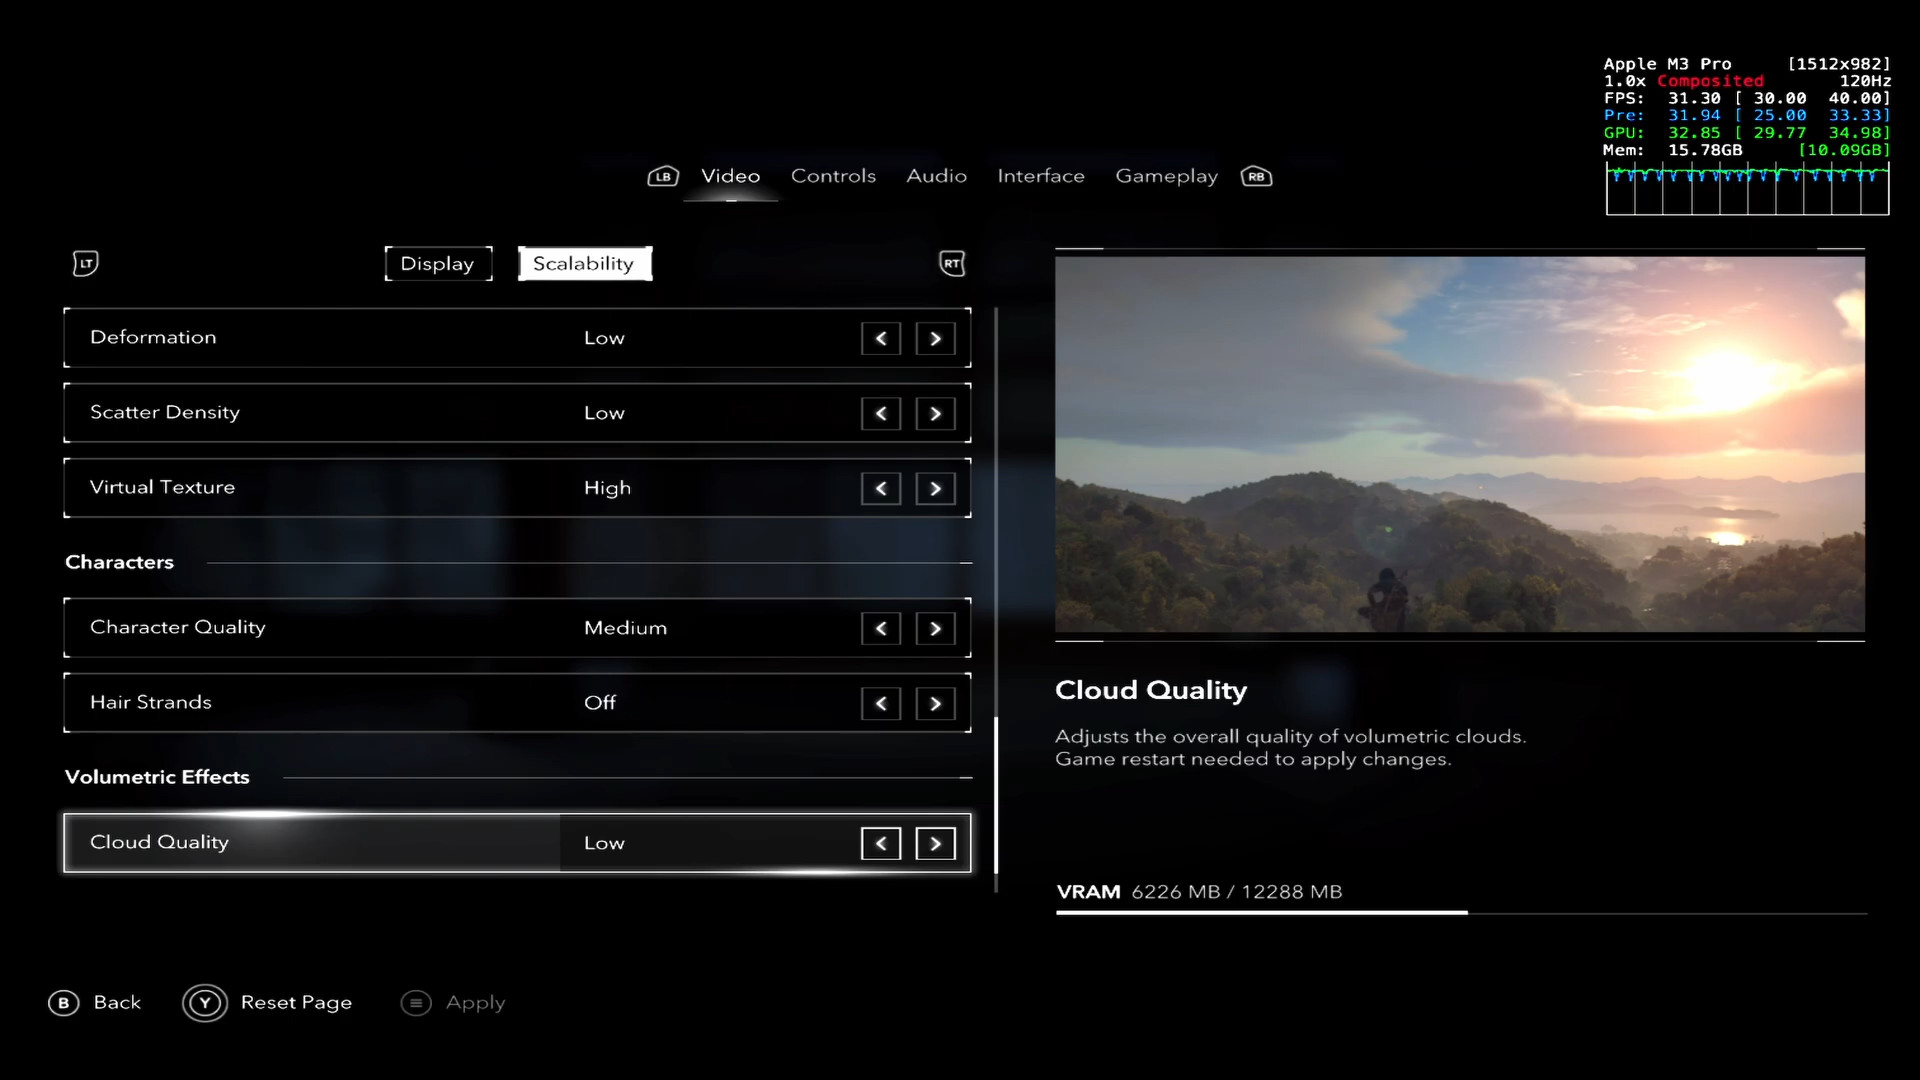 Apple M3 Pro [1512x982]
1.0x Composited 120Hz
FPS: 31.30 [ 30.00 40.00]
Pre: 31.94 [ 25.00 33.33]
GPU: 32.85 [ 29.77 34.98]
Mem: 15.78GB [10.09GB]
LB Video Controls Audio Interface Gameplay RB
LT Display Scalability RT
Deformation Low
Scatter Density Low
Virtual Texture High
Characters
Character Quality Medium
Hair Strands Off
Volumetric Effects
Cloud Quality Low
Cloud Quality
Adjusts the overall quality of volumetric clouds.
Game restart needed to apply changes.
VRAM 6226 MB / 12288 MB
B Back Y Reset Page Apply